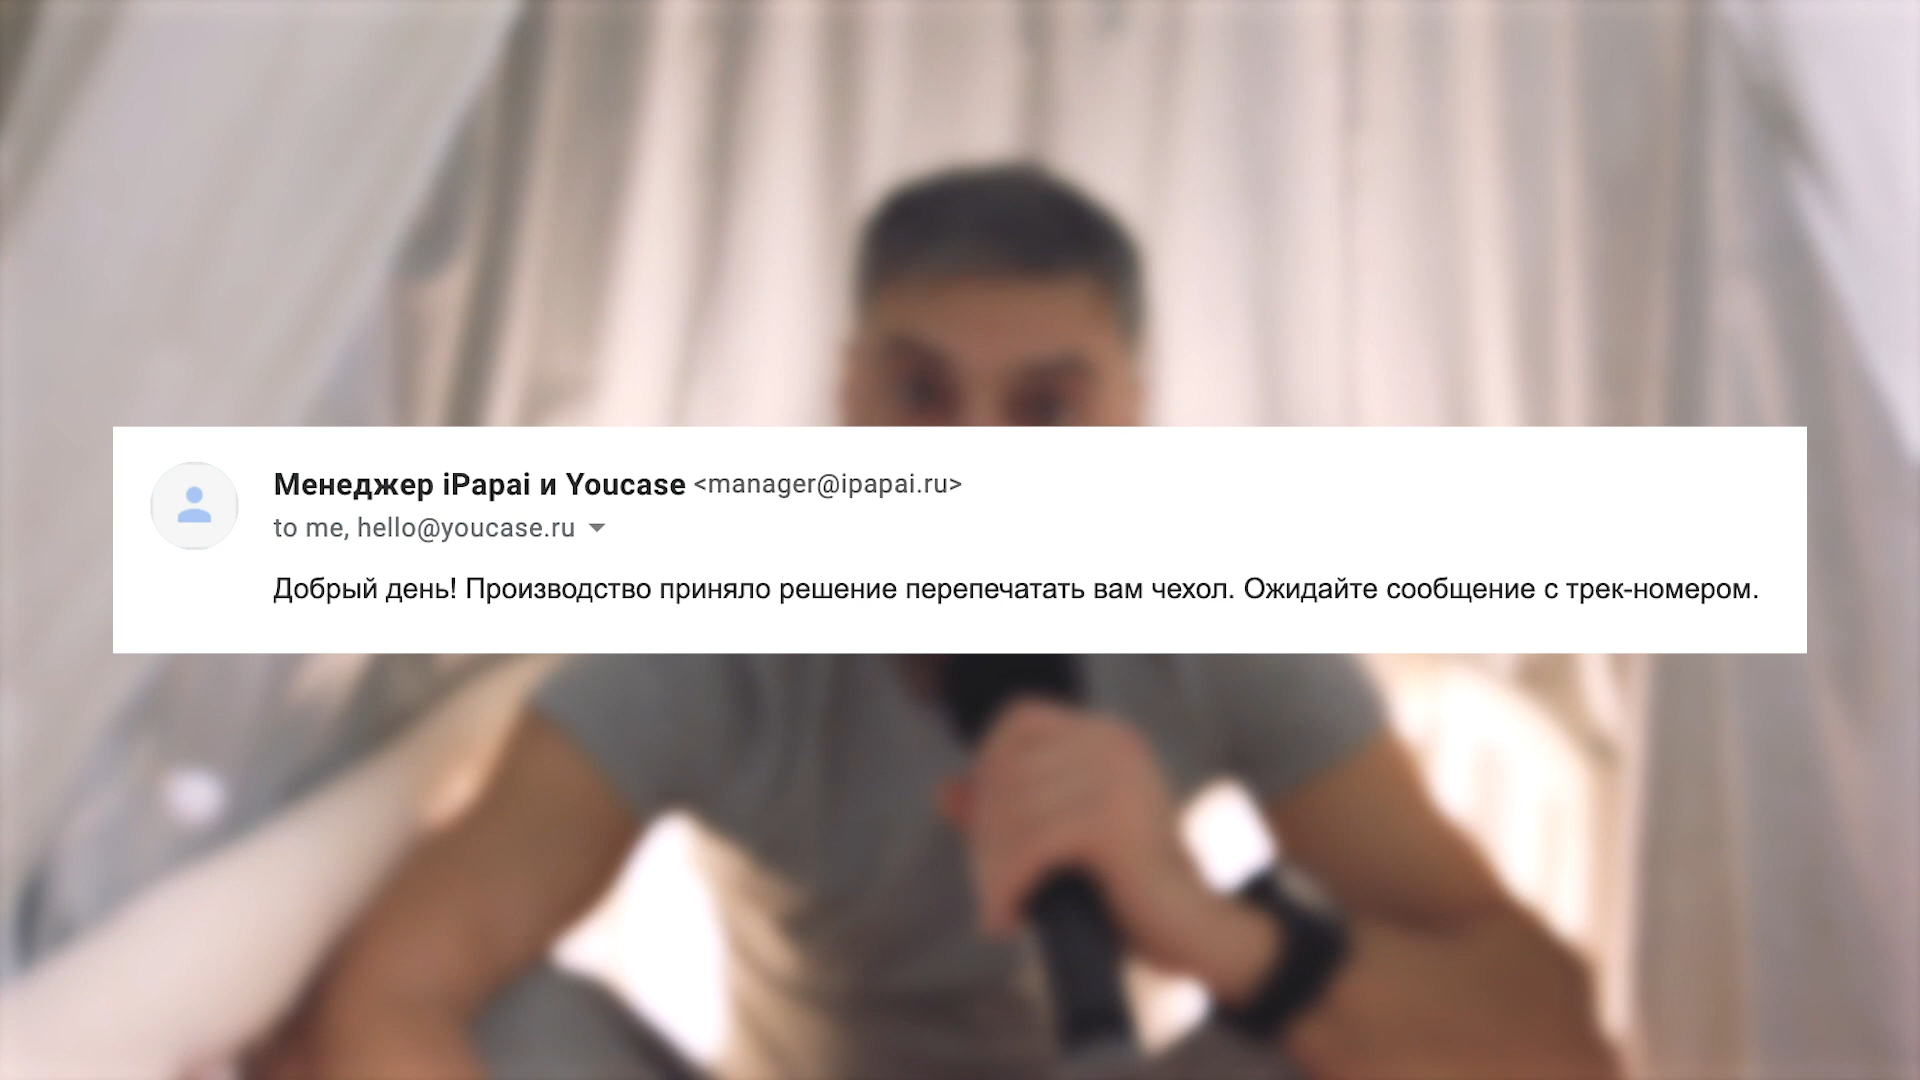 Менеджер iPapai и Youcase <manager@ipapai.ru>
to me, hello@youcase.ru
Добрый день! Производство приняло решение перепечатать вам чехол. Ожидайте сообщение с трек-номером.